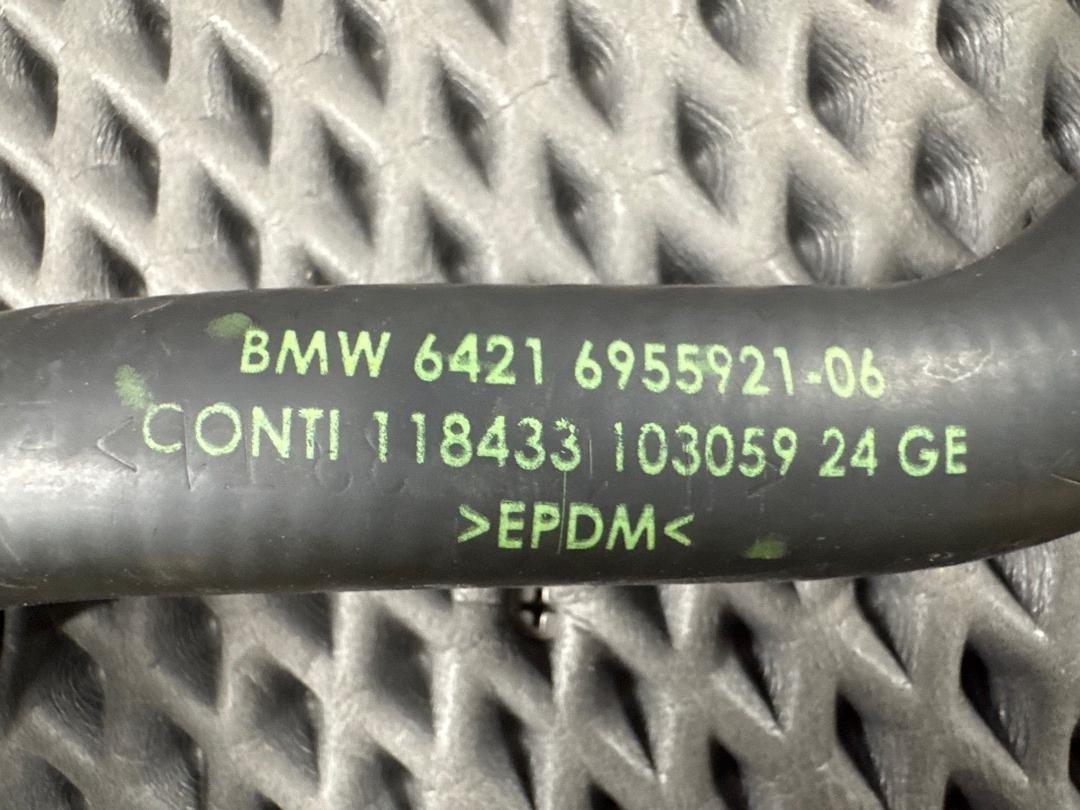 BMW 6421 6955921-06
CONTI 118433 103059 24 GE
>EPDM<